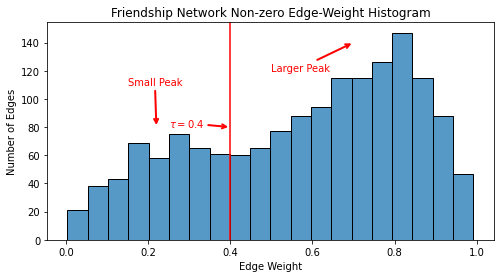 Friendship Network Non-zero Edge-Weight Histogram
Number of Edges
140
120
100
80
60
40
20
0
Small Peak
Larger Peak
τ = 0.4
0.0 0.2 0.4 0.6 0.8 1.0
Edge Weight